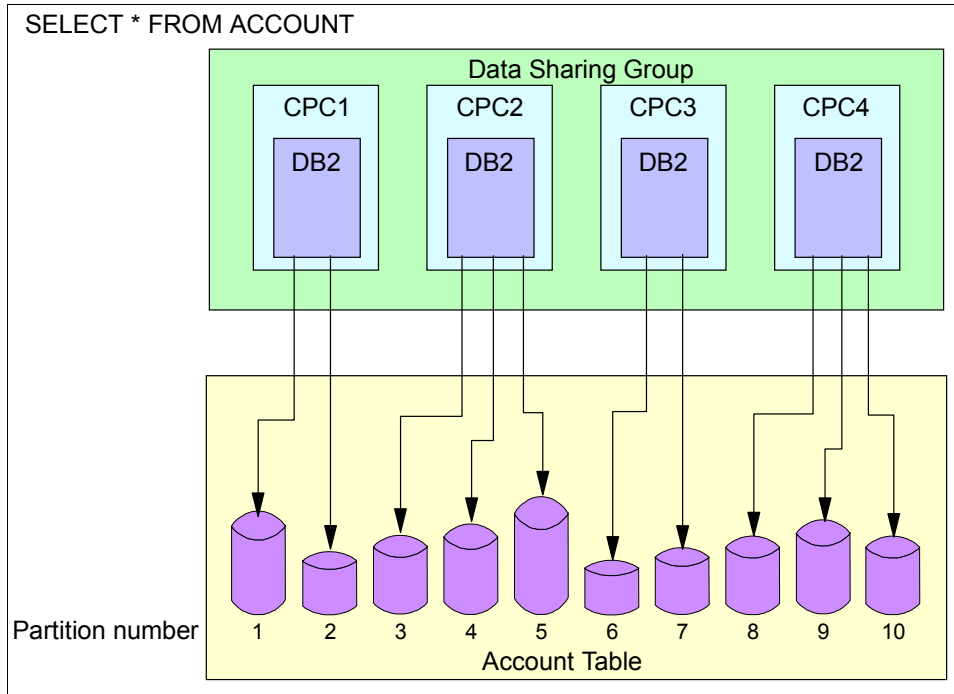 SELECT * FROM ACCOUNT
Data Sharing Group
CPC1 CPC2 CPC3 CPC4
DB2 DB2 DB2 DB2
Partition number 1 2 3 4 5 6 7 8 9 10
Account Table